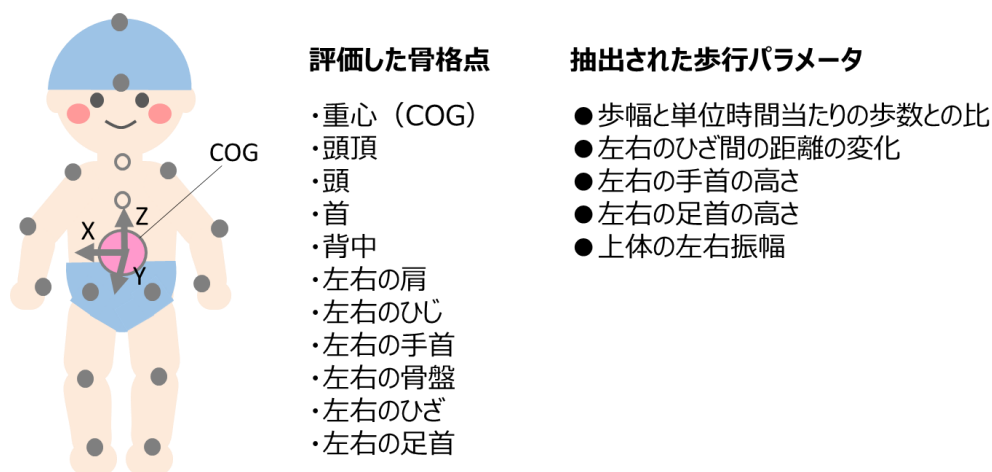 COG
Z
X
Y
評価した骨格点
・重心（COG）
・頭頂
・頭
・首
・背中
・左右の肩
・左右のひじ
・左右の手首
・左右の骨盤
・左右のひざ
・左右の足首
抽出された歩行パラメータ
●歩幅と単位時間当たりの歩数との比
●左右のひざ間の距離の変化
●左右の手首の高さ
●左右の足首の高さ
●上体の左右振幅